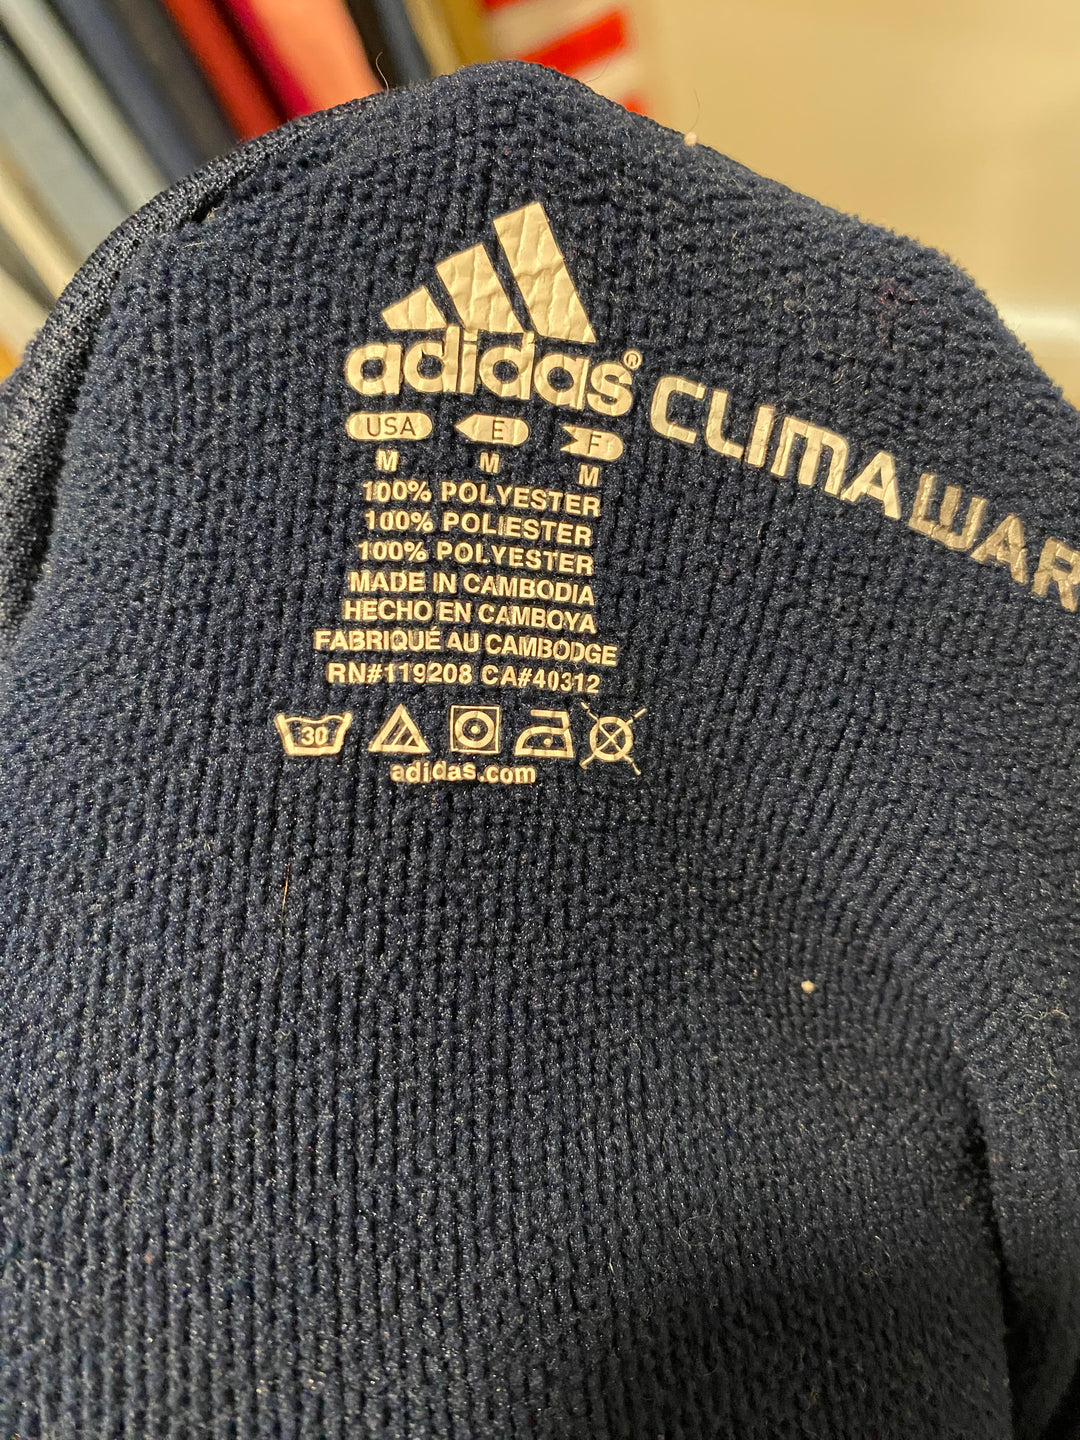 adidas® CLIMAWAR
USA E F
M M M
100% POLYESTER
100% POLIESTER
100% POLYESTER
MADE IN CAMBODIA
HECHO EN CAMBOYA
FABRIQUÉ AU CAMBODGE
RN#119208 CA#40312
30
adidas.com